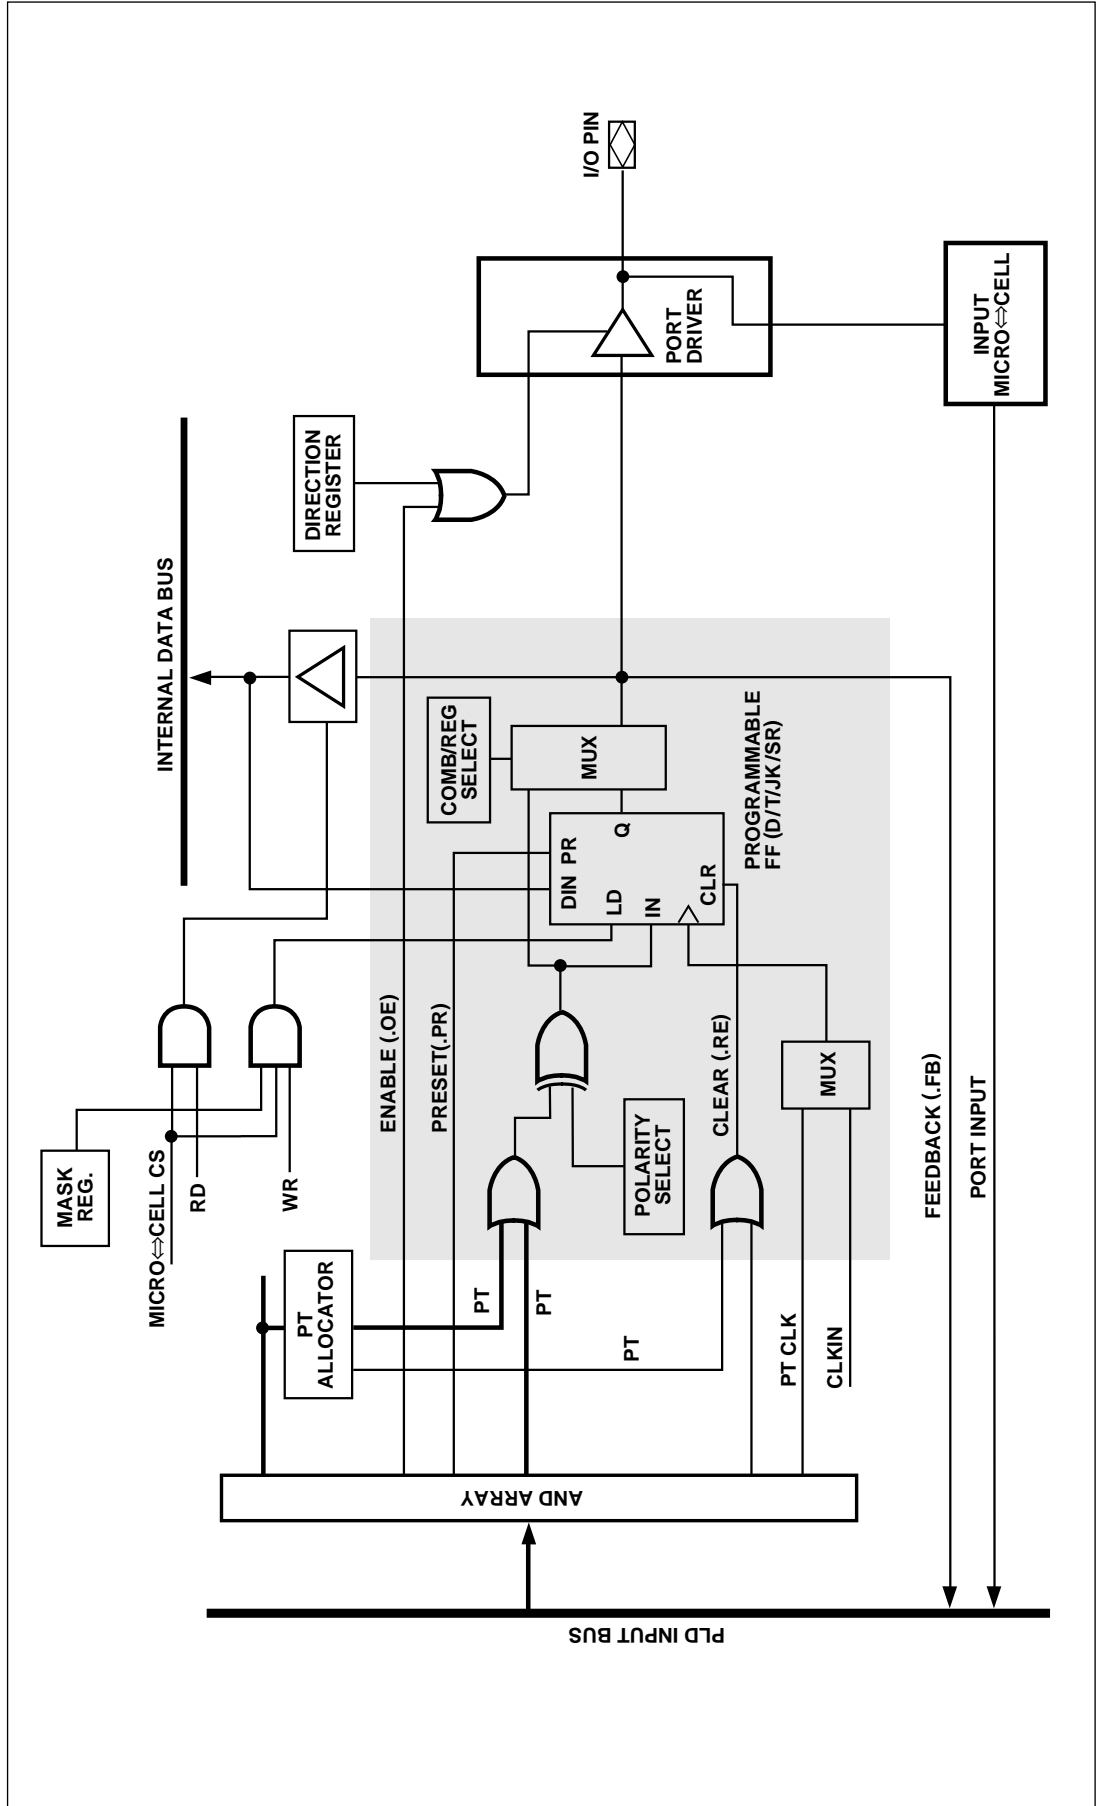 MASK
REG.
MICRO⇔CELL CS
RD
WR
INTERNAL DATA BUS
DIRECTION
REGISTER
PT
ALLOCATOR
ENABLE (.OE)
PRESET(.PR)
COMB/REG
SELECT
PT
PT
MUX
DIN PR
LD
Q
IN
CLR
PROGRAMMABLE
FF (D/T/JK/SR)
POLARITY
SELECT
PT
CLEAR (.RE)
MUX
PT CLK
CLKIN
AND ARRAY
PLD INPUT BUS
FEEDBACK (.FB)
PORT INPUT
PORT
DRIVER
I/O PIN
INPUT
MICRO⇔CELL